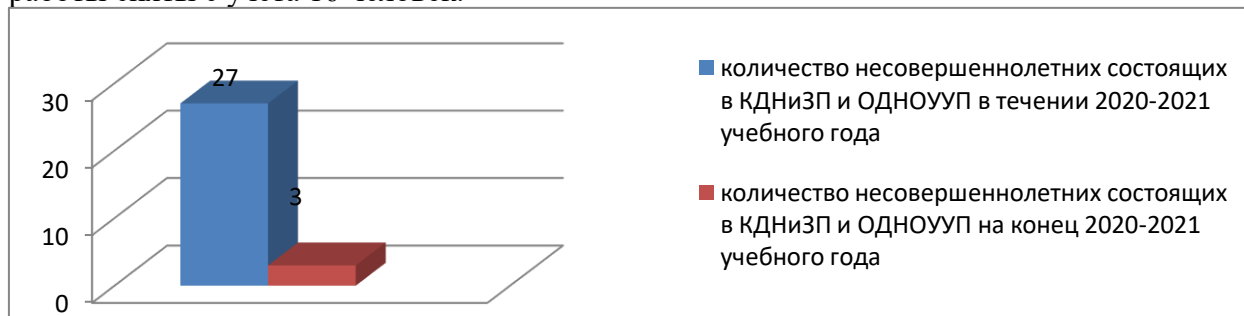 27
30
20
10
0
3
количество несовершеннолетних состоящих
в КДНиЗП и ОДНОУУП в течении 2020-2021
учебного года
количество несовершеннолетних состоящих
в КДНиЗП и ОДНОУУП на конец 2020-2021
учебного года